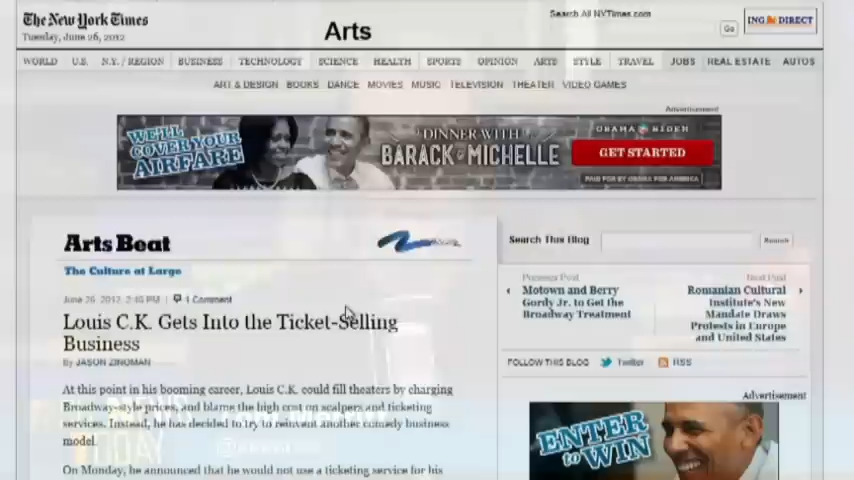 The New York Times
Tuesday, June 26, 2012
Arts
Search All NYTimes.com
Go
ING DIRECT
WORLD U.S. N.Y. / REGION BUSINESS TECHNOLOGY SCIENCE HEALTH SPORTS OPINION ARTS STYLE TRAVEL JOBS REAL ESTATE AUTOS
ART & DESIGN BOOKS DANCE MOVIES MUSIC TELEVISION THEATER VIDEO GAMES
Advertisement
WE'LL COVER YOUR AIRFARE
DINNER WITH
BARACK & MICHELLE
OBAMA BIDEN
GET STARTED
PAID FOR BY OBAMA FOR AMERICA
Arts Beat
The Culture at Large
June 26, 2012, 2:40 PM | 1 Comment
Louis C.K. Gets Into the Ticket-Selling
Business
By JASON ZINOMAN
At this point in his booming career, Louis C.K. could fill theaters by charging
Broadway-style prices, and blame the high cost on scalpers and ticketing
services. Instead, he has decided to try to reinvent another comedy business
model.
On Monday, he announced that he would not use a ticketing service for his
Search This Blog
Search
Previous Post
Motown and Berry
Gordy Jr. to Get the
Broadway Treatment
Next Post
Romanian Cultural
Institute's New
Mandate Draws
Protests in Europe
and United States
FOLLOW THIS BLOG Twitter RSS
Advertisement
ENTER
to WIN